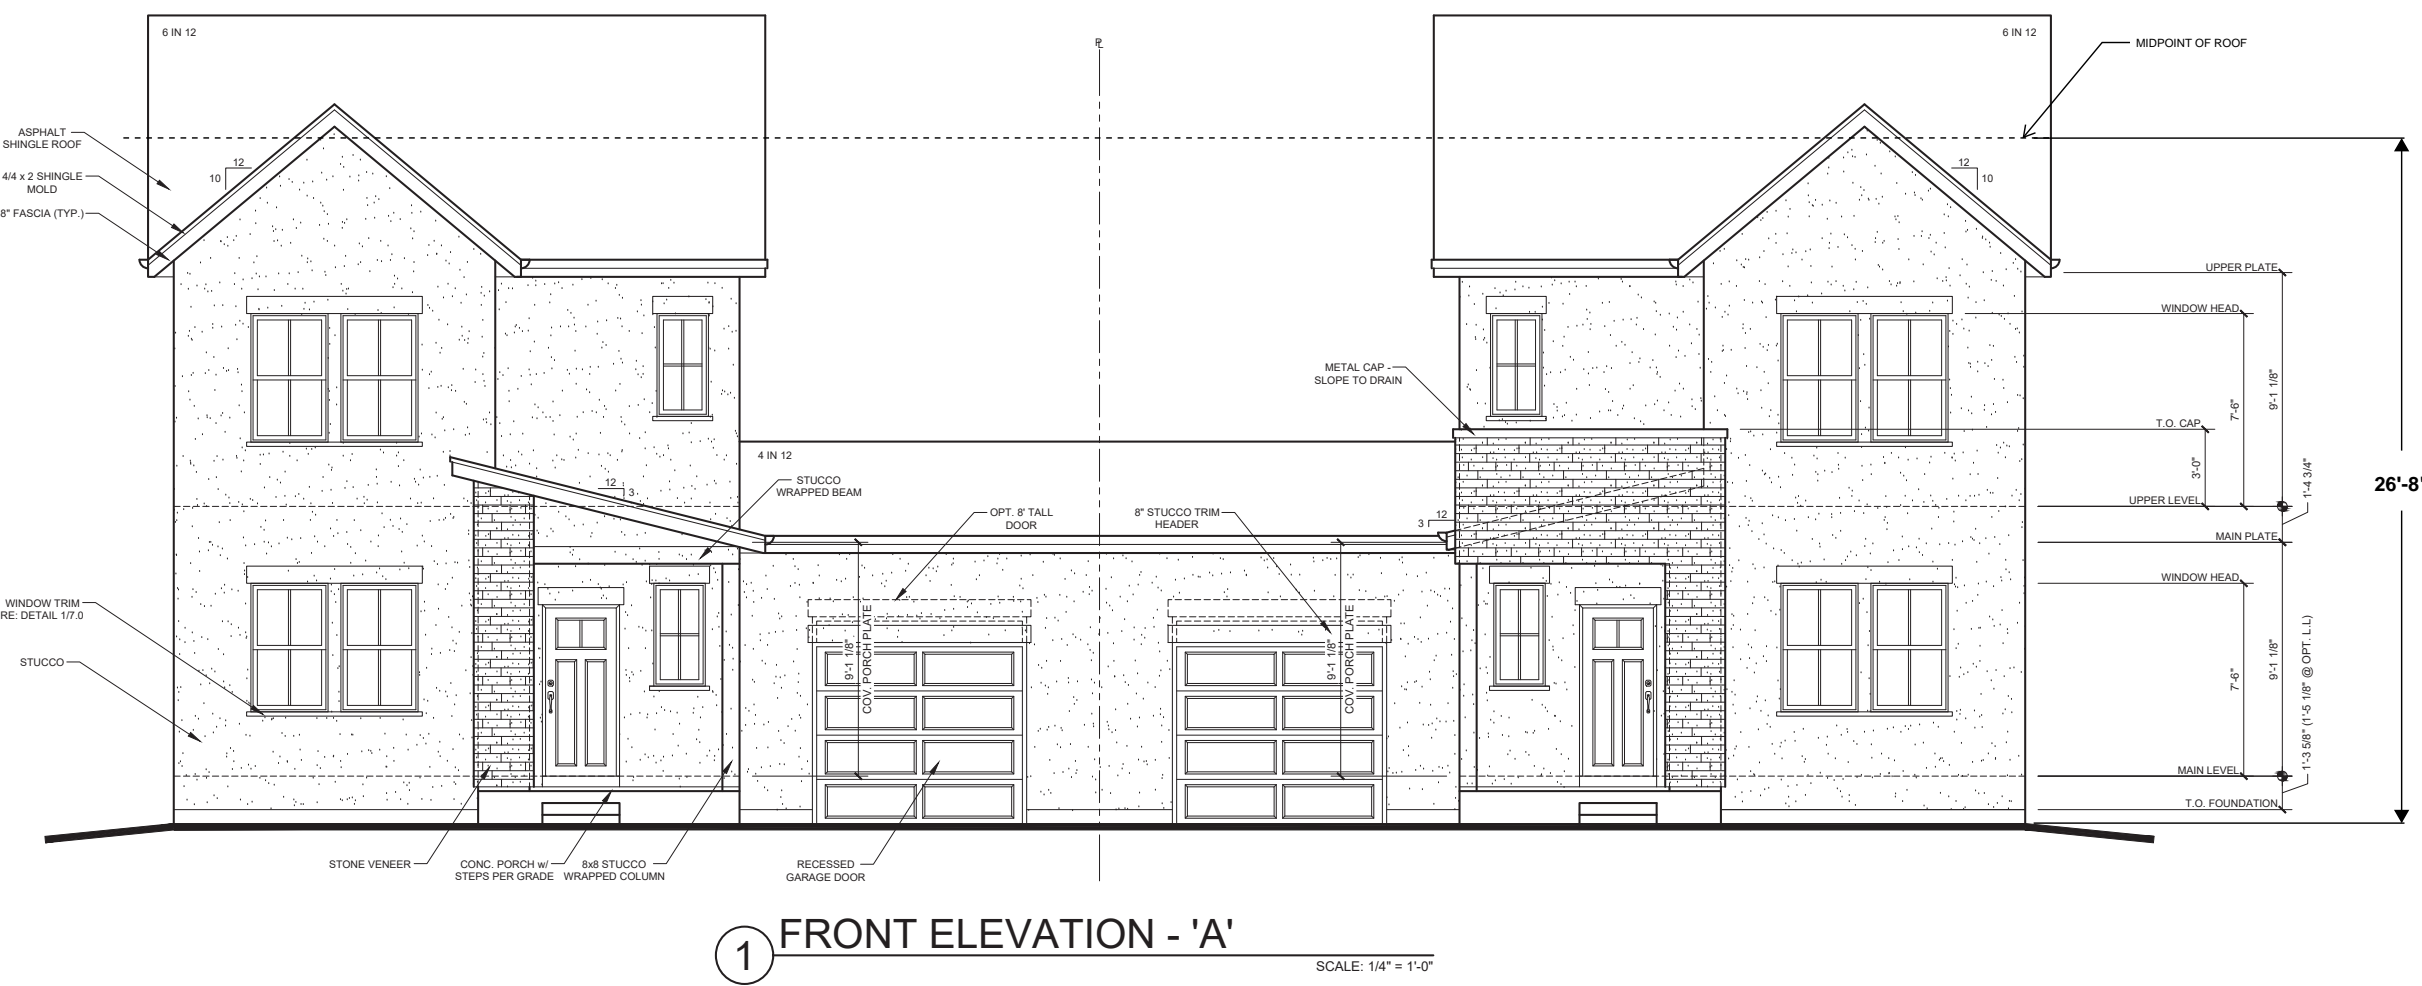 6 IN 12
6 IN 12
PL
MIDPOINT OF ROOF
ASPHALT
SHINGLE ROOF
12
10
12
10
4/4 x 2 SHINGLE
MOLD
8" FASCIA (TYP.)
UPPER PLATE
WINDOW HEAD
METAL CAP -
SLOPE TO DRAIN
9'-1 1/8"
7'-6"
T.O. CAP
3'-0"
1'-4 3/4"
26'-8"
4 IN 12
12
3
STUCCO
WRAPPED BEAM
OPT. 8' TALL
DOOR
8" STUCCO TRIM
HEADER
12
3
UPPER LEVEL
MAIN PLATE
WINDOW HEAD
WINDOW TRIM
RE: DETAIL 1/7.0
STUCCO
9'-1 1/8"
COV. PORCH PLATE
9'-1 1/8"
COV. PORCH PLATE
7'-6"
9'-1 1/8"
1'-3 5/8" (1'-5 1/8" @ OPT. L.L)
MAIN LEVEL
T.O. FOUNDATION
STONE VENEER
CONC. PORCH w/
STEPS PER GRADE
8x8 STUCCO
WRAPPED COLUMN
RECESSED
GARAGE DOOR
1
FRONT ELEVATION - 'A'
SCALE: 1/4" = 1'-0"